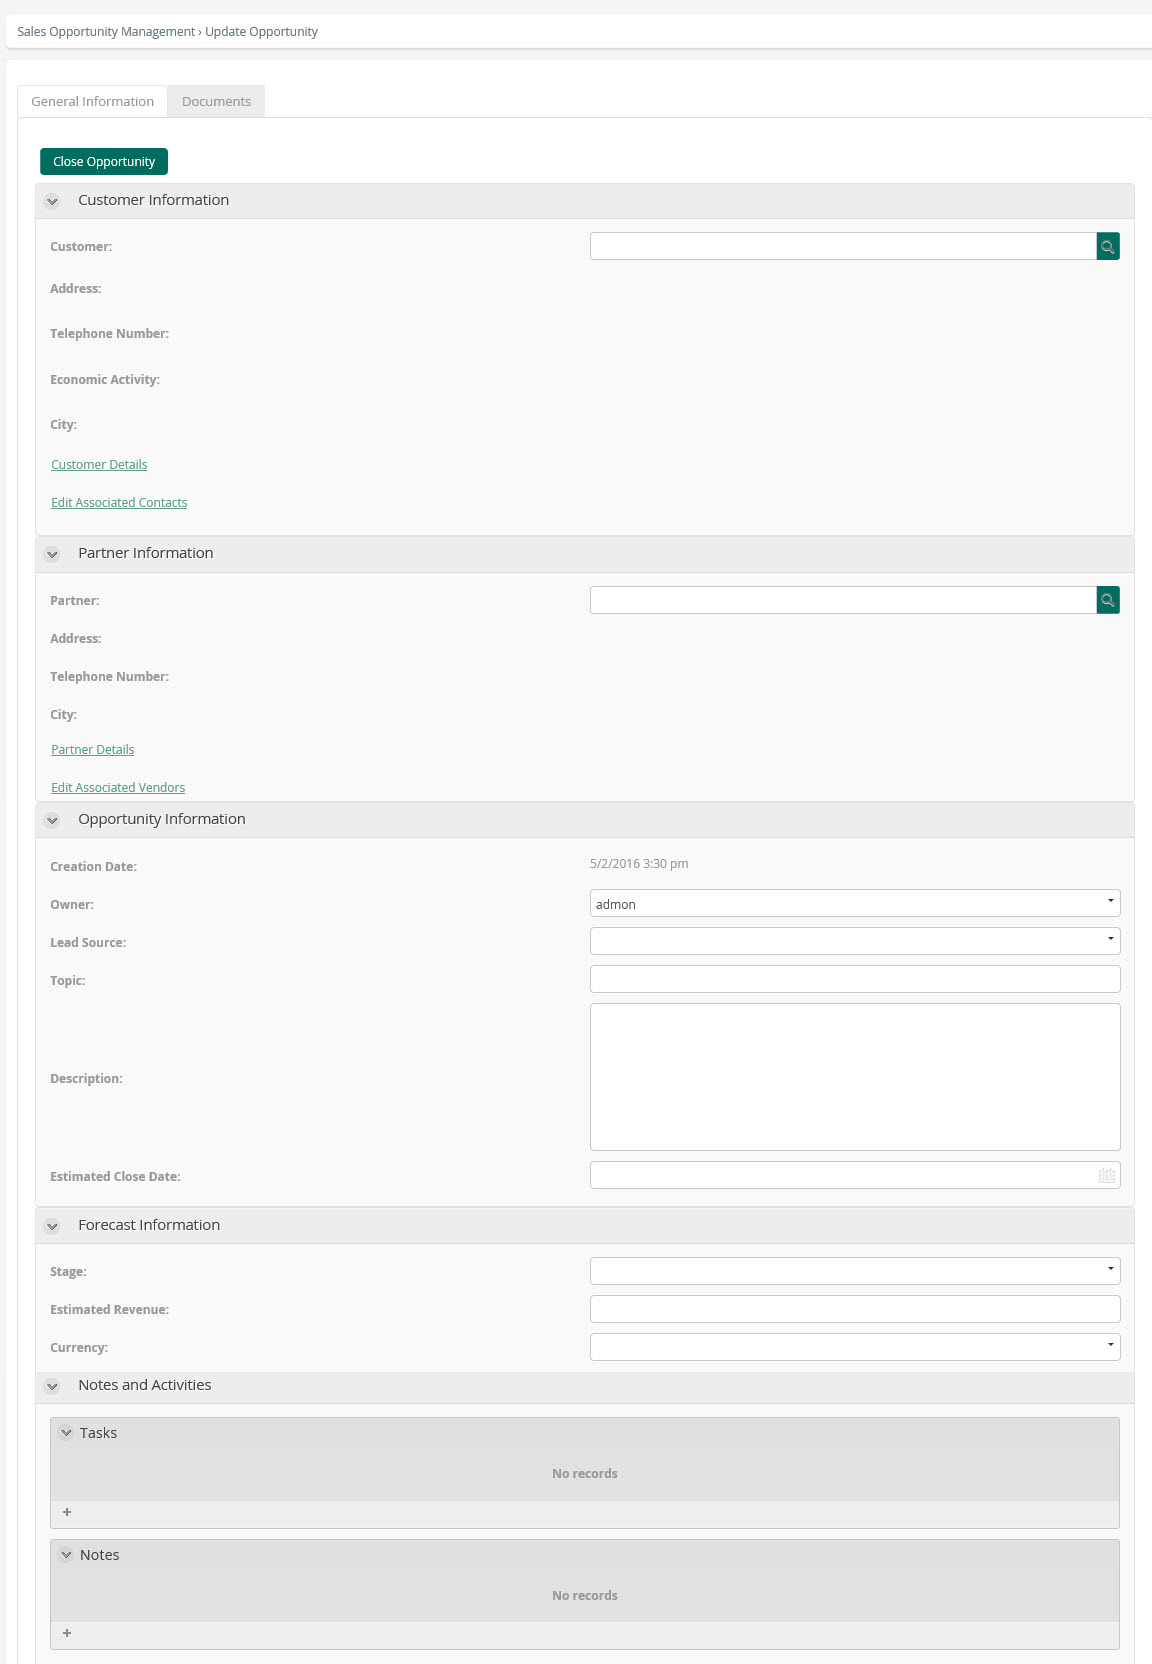 Sales Opportunity Management › Update Opportunity
General Information Documents
Close Opportunity
Customer Information
Customer:
Address:
Telephone Number:
Economic Activity:
City:
Customer Details
Edit Associated Contacts
Partner Information
Partner:
Address:
Telephone Number:
City:
Partner Details
Edit Associated Vendors
Opportunity Information
Creation Date: 5/2/2016 3:30 pm
Owner: admon
Lead Source:
Topic:
Description:
Estimated Close Date:
Forecast Information
Stage:
Estimated Revenue:
Currency:
Notes and Activities
Tasks
No records
+
Notes
No records
+